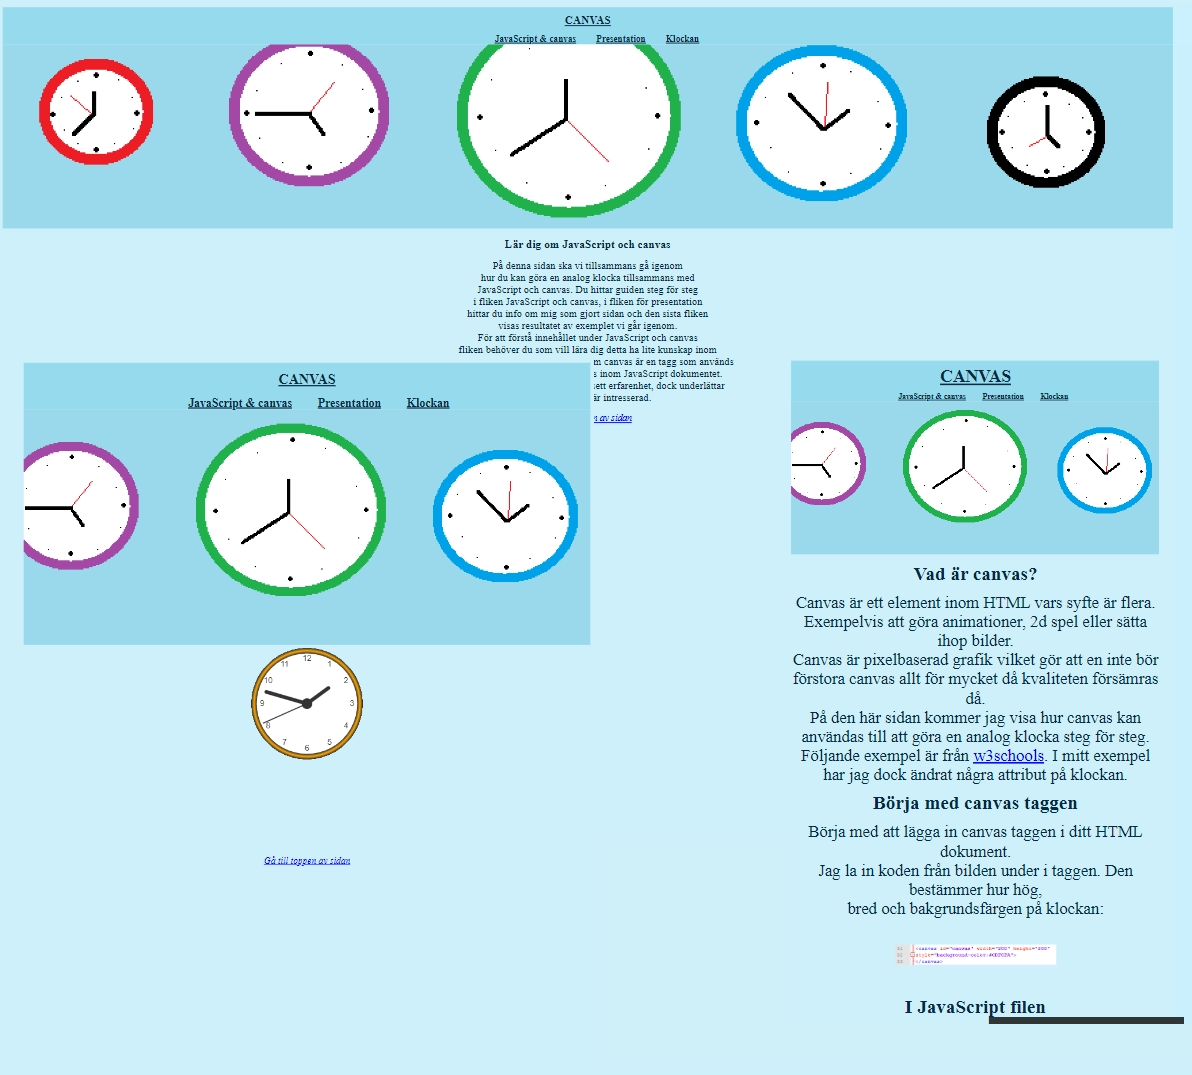 CANVAS
JavaScript & canvas Presentation Klockan
Lär dig om JavaScript och canvas
På denna sidan ska vi tillsammans gå igenom
hur du kan göra en analog klocka tillsammans med
JavaScript och canvas. Du hittar guiden steg för steg
i fliken JavaScript och canvas, i fliken för presentation
hittar du info om mig som gjort sidan och den sista fliken
visas resultatet av exemplet vi går igenom.
För att förstå innehållet under JavaScript och canvas
fliken behöver du som vill lära dig detta ha lite kunskap inom
m canvas är en tagg som används
s inom JavaScript dokumentet.
sett erfarenhet, dock underlättar
är intresserad.
n av sidan
CANVAS
JavaScript & canvas Presentation Klockan
12
11 1
10 2
9 3
8 4
7 5
6
Gå till toppen av sidan
CANVAS
JavaScript & canvas Presentation Klockan
Vad är canvas?
Canvas är ett element inom HTML vars syfte är flera.
Exempelvis att göra animationer, 2d spel eller sätta
ihop bilder.
Canvas är pixelbaserad grafik vilket gör att en inte bör
förstora canvas allt för mycket då kvaliteten försämras
då.
På den här sidan kommer jag visa hur canvas kan
användas till att göra en analog klocka steg för steg.
Följande exempel är från w3schools. I mitt exempel
har jag dock ändrat några attribut på klockan.
Börja med canvas taggen
Börja med att lägga in canvas taggen i ditt HTML
dokument.
Jag la in koden från bilden under i taggen. Den
bestämmer hur hög,
bred och bakgrundsfärgen på klockan:
<canvas id="canvas" width="200" height="200"
style="background-color:
</canvas>
I JavaScript filen